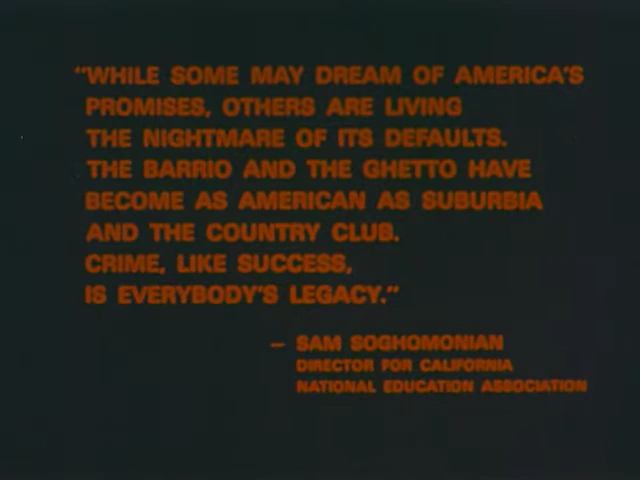 "WHILE SOME MAY DREAM OF AMERICA'S
PROMISES, OTHERS ARE LIVING
THE NIGHTMARE OF ITS DEFAULTS.
THE BARRIO AND THE GHETTO HAVE
BECOME AS AMERICAN AS SUBURBIA
AND THE COUNTRY CLUB.
CRIME, LIKE SUCCESS,
IS EVERYBODY'S LEGACY."
– SAM SOGHOMONIAN
DIRECTOR FOR CALIFORNIA
NATIONAL EDUCATION ASSOCIATION